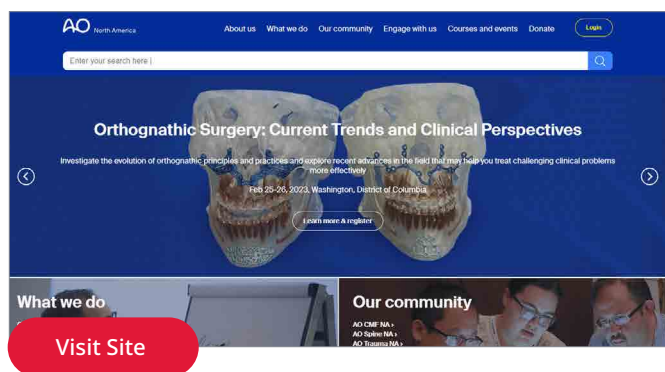 AO North America
About us What we do Our community Engage with us Courses and events Donate Login
Enter your search here |
Orthognathic Surgery: Current Trends and Clinical Perspectives
Investigate the evolution of orthognathic principles and practices and explore recent advances in the field that may help you treat challenging clinical problems
more effectively
Feb 25-26, 2023, Washington, District of Columbia
Learn more & register
What we do
Our community
AO CMF NA ›
AO Spine NA ›
AO Trauma NA ›
Visit Site